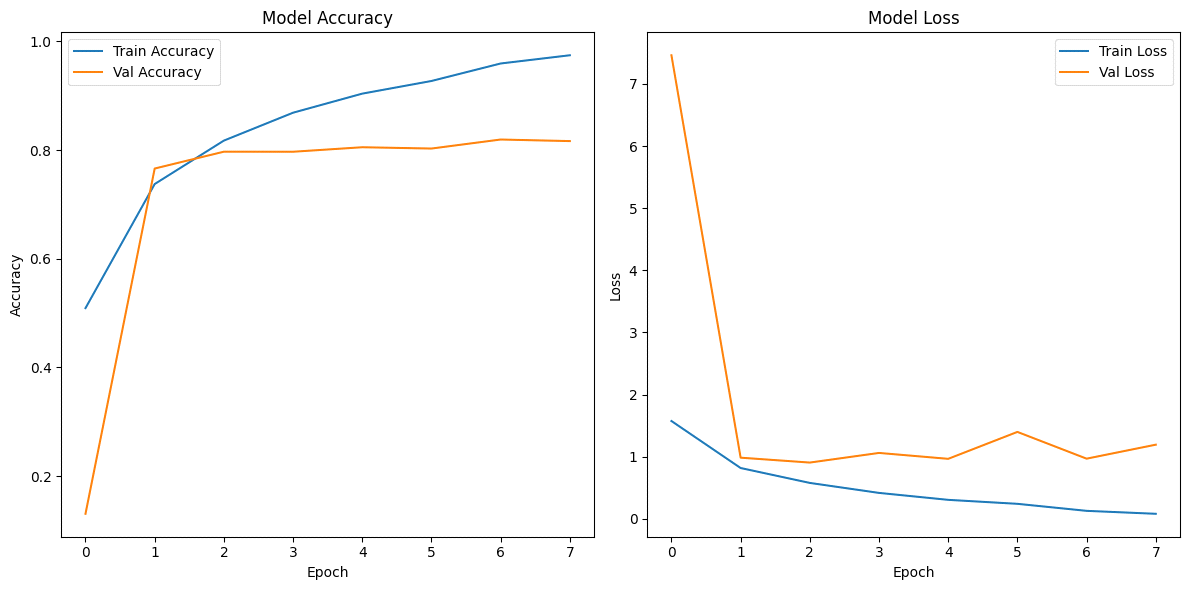 Model Accuracy
Train Accuracy
Val Accuracy
1.0
0.8
0.6
0.4
0.2
Accuracy
0 1 2 3 4 5 6 7
Epoch
Model Loss
Train Loss
Val Loss
7
6
5
4
3
2
1
0
Loss
0 1 2 3 4 5 6 7
Epoch